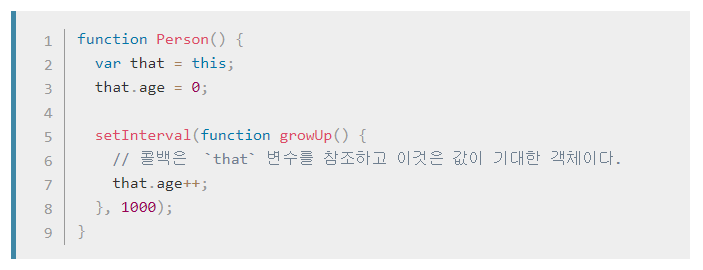 1 function Person() {
2 var that = this;
3 that.age = 0;
4
5 setInterval(function growUp() {
6 // 콜백은 `that` 변수를 참조하고 이것은 값이 기대한 객체이다.
7 that.age++;
8 }, 1000);
9 }